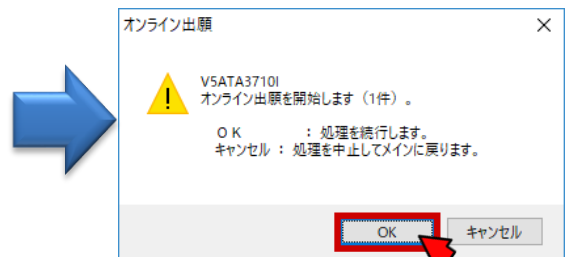 オンライン出願
V5ATA3710I
オンライン出願を開始します（1件）。
ＯＫ　　　： 処理を続行します。
キャンセル： 処理を中止してメインに戻ります。
OK
キャンセル